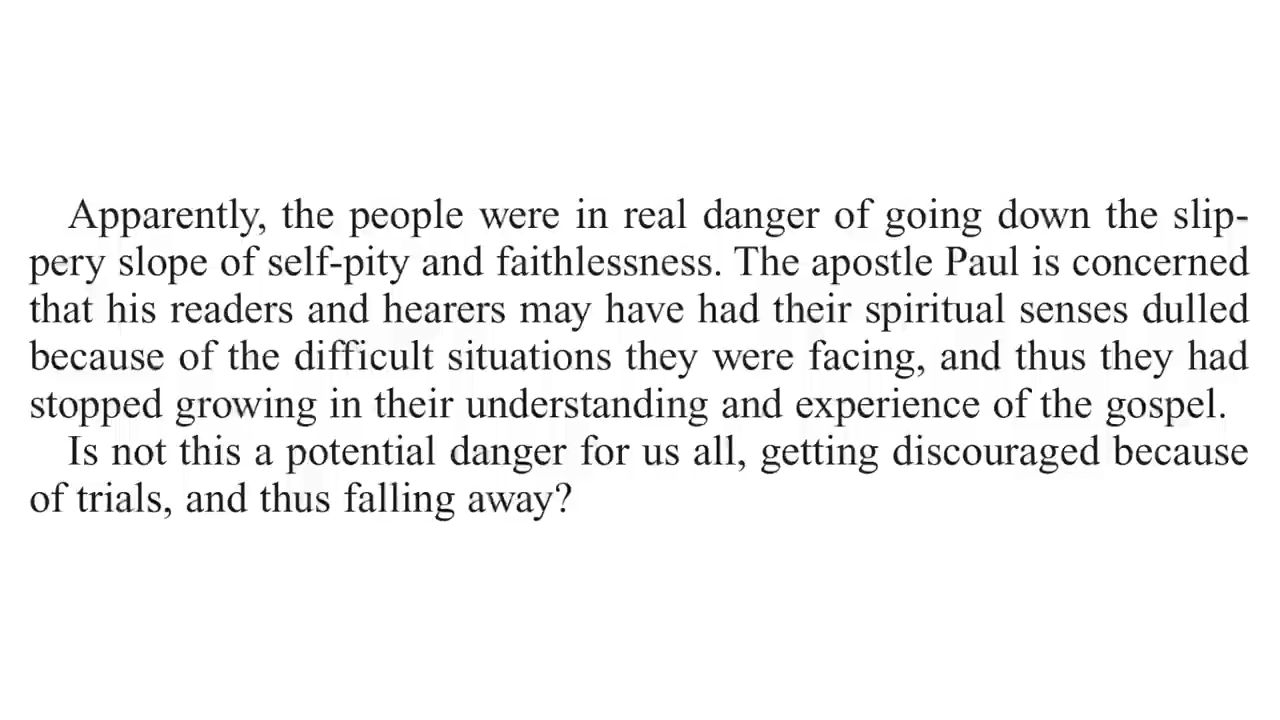 Apparently, the people were in real danger of going down the slip-
pery slope of self-pity and faithlessness. The apostle Paul is concerned
that his readers and hearers may have had their spiritual senses dulled
because of the difficult situations they were facing, and thus they had
stopped growing in their understanding and experience of the gospel.
Is not this a potential danger for us all, getting discouraged because
of trials, and thus falling away?